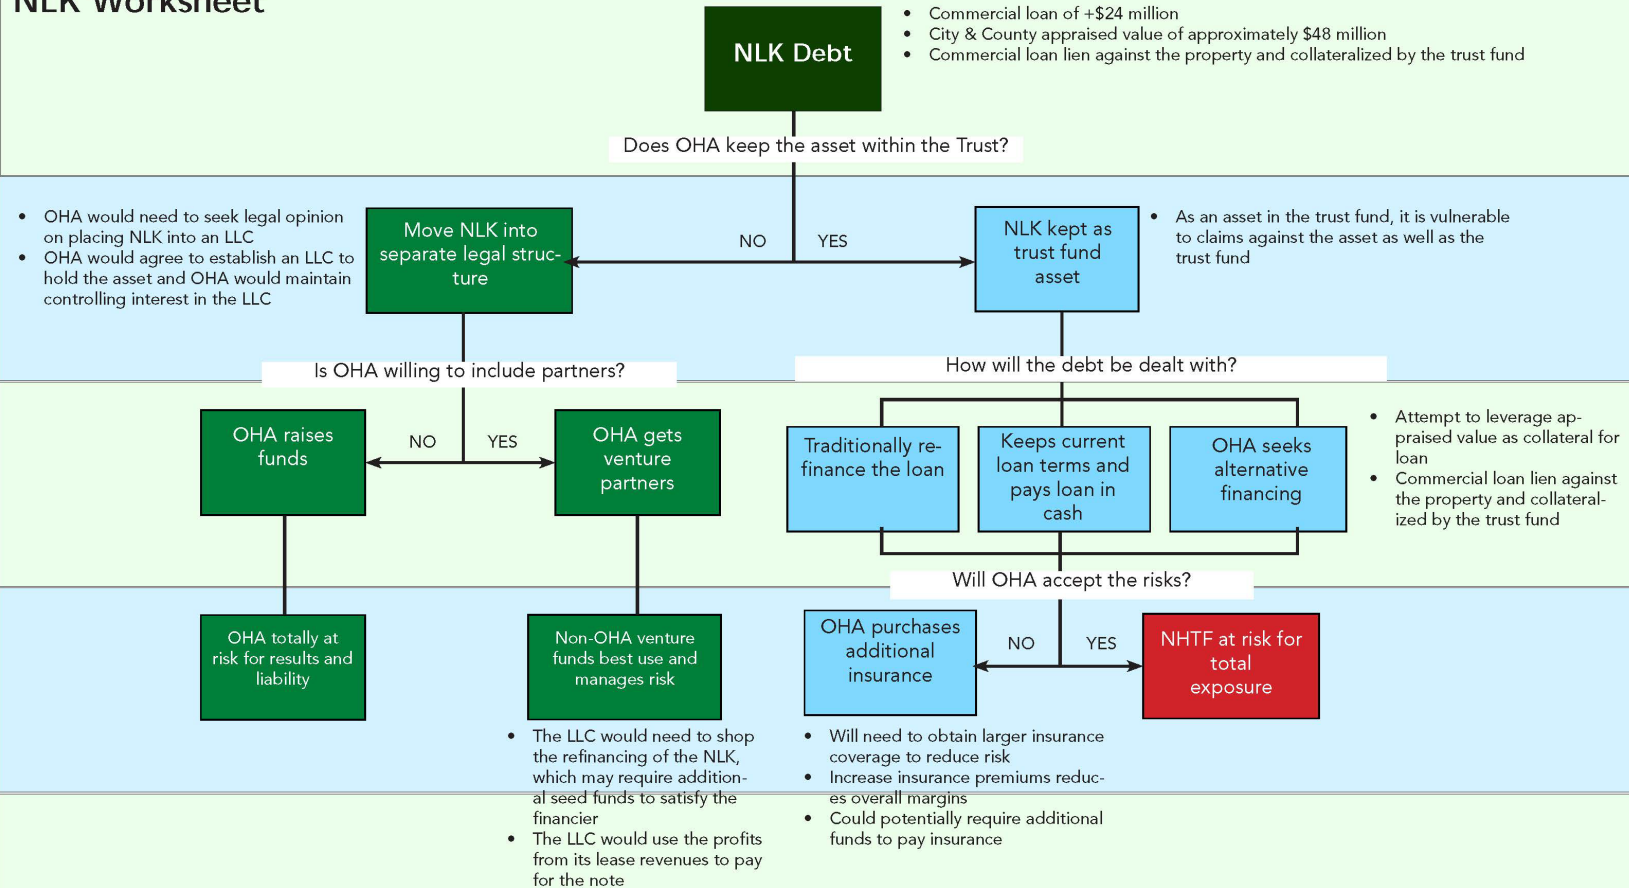 NLK Worksheet
NLK Debt
• Commercial loan of +$24 million
• City & County appraised value of approximately $48 million
• Commercial loan lien against the property and collateralized by the trust fund
Does OHA keep the asset within the Trust?
• OHA would need to seek legal opinion
on placing NLK into an LLC
• OHA would agree to establish an LLC to
hold the asset and OHA would maintain
controlling interest in the LLC
Move NLK into
separate legal struc-
ture
NO
YES
NLK kept as
trust fund
asset
• As an asset in the trust fund, it is vulnerable
to claims against the asset as well as the
trust fund
Is OHA willing to include partners?
How will the debt be dealt with?
OHA raises
funds
NO
YES
OHA gets
venture
partners
Traditionally re-
finance the loan
Keeps current
loan terms and
pays loan in
cash
OHA seeks
alternative
financing
• Attempt to leverage ap-
praised value as collateral for
loan
• Commercial loan lien against
the property and collateral-
ized by the trust fund
Will OHA accept the risks?
OHA totally at
risk for results and
liability
Non-OHA venture
funds best use and
manages risk
OHA purchases
additional
insurance
NO
YES
NHTF at risk for
total
exposure
• The LLC would need to shop
the refinancing of the NLK,
which may require addition-
al seed funds to satisfy the
financier
• The LLC would use the profits
from its lease revenues to pay
for the note
• Will need to obtain larger insurance
coverage to reduce risk
• Increase insurance premiums reduc-
es overall margins
• Could potentially require additional
funds to pay insurance